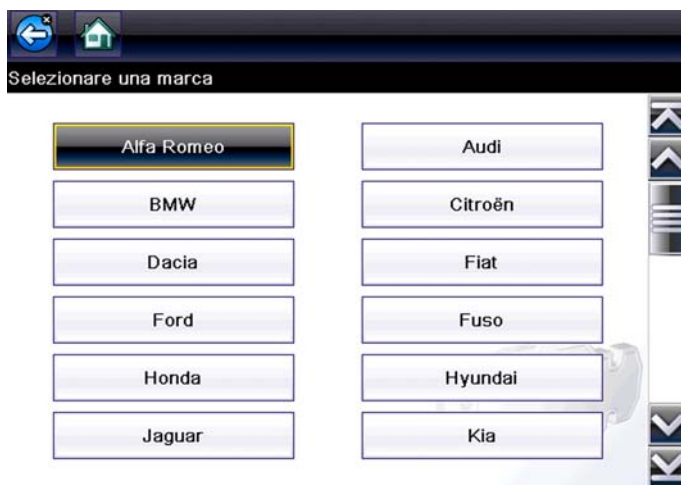 Selezionare una marca
Alfa Romeo
Audi
BMW
Citroën
Dacia
Fiat
Ford
Fuso
Honda
Hyundai
Jaguar
Kia